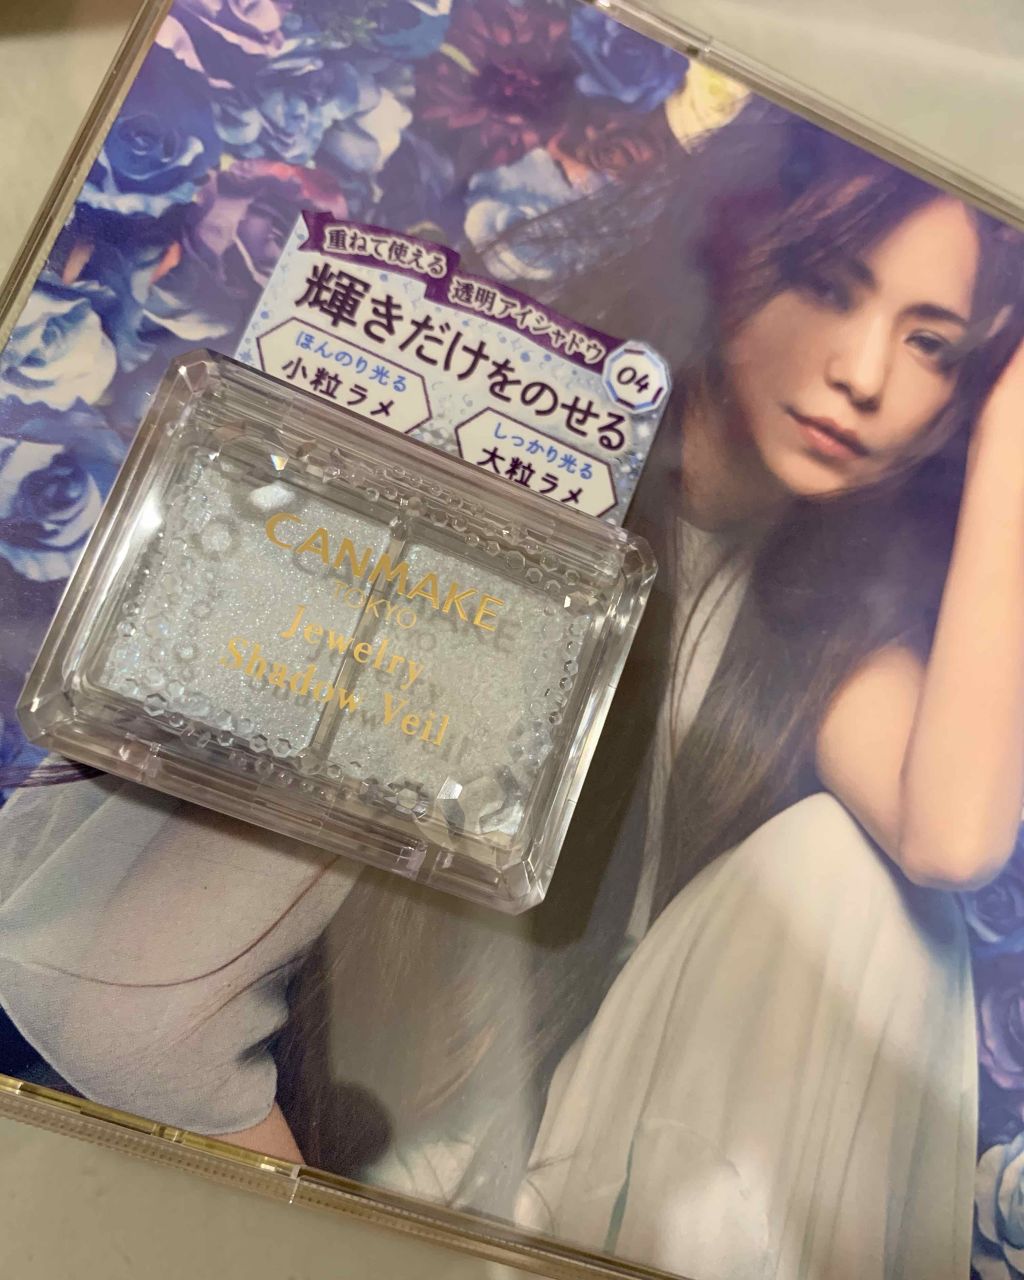 重ねて使える
透明アイシャドウ
輝きだけをのせる
04
ほんのり光る
小粒ラメ
しっかり光る
大粒ラメ
CANMAKE
TOKYO
Jewelry
Shadow Veil